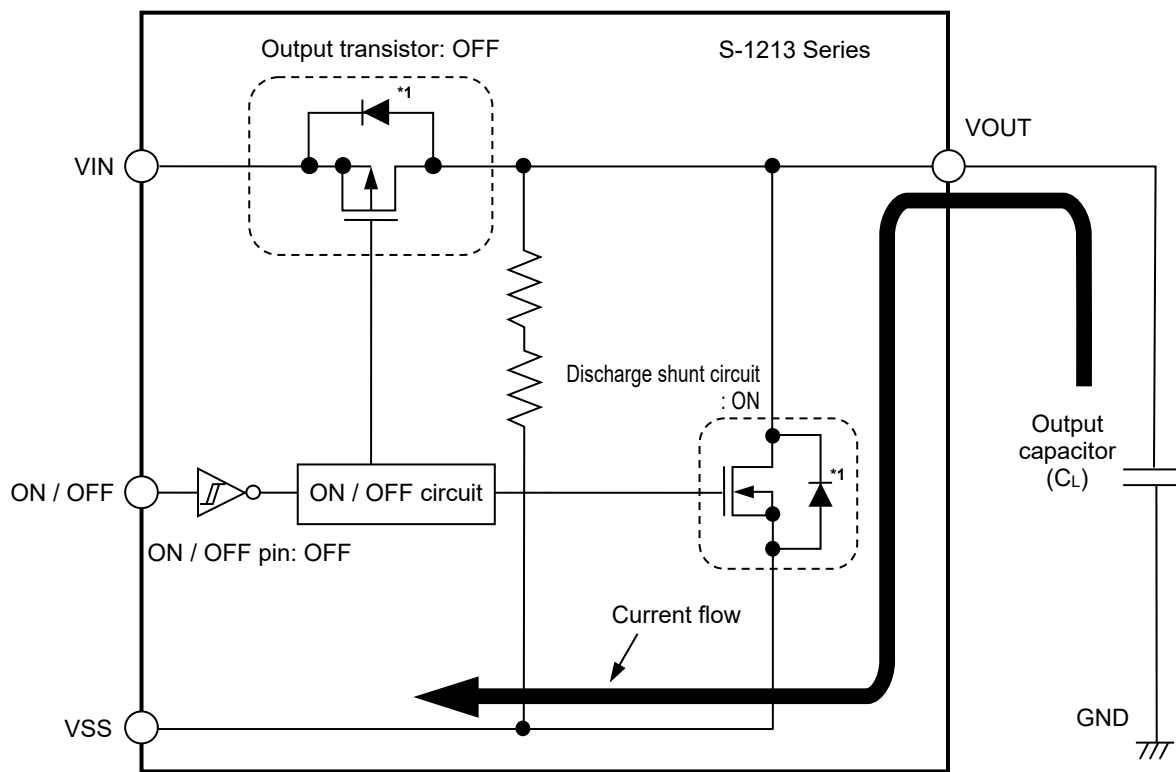 Output transistor: OFF
S-1213 Series
*1
VOUT
VIN
Discharge shunt circuit
: ON
Output
capacitor
(CL)
*1
ON / OFF
ON / OFF circuit
ON / OFF pin: OFF
Current flow
GND
VSS